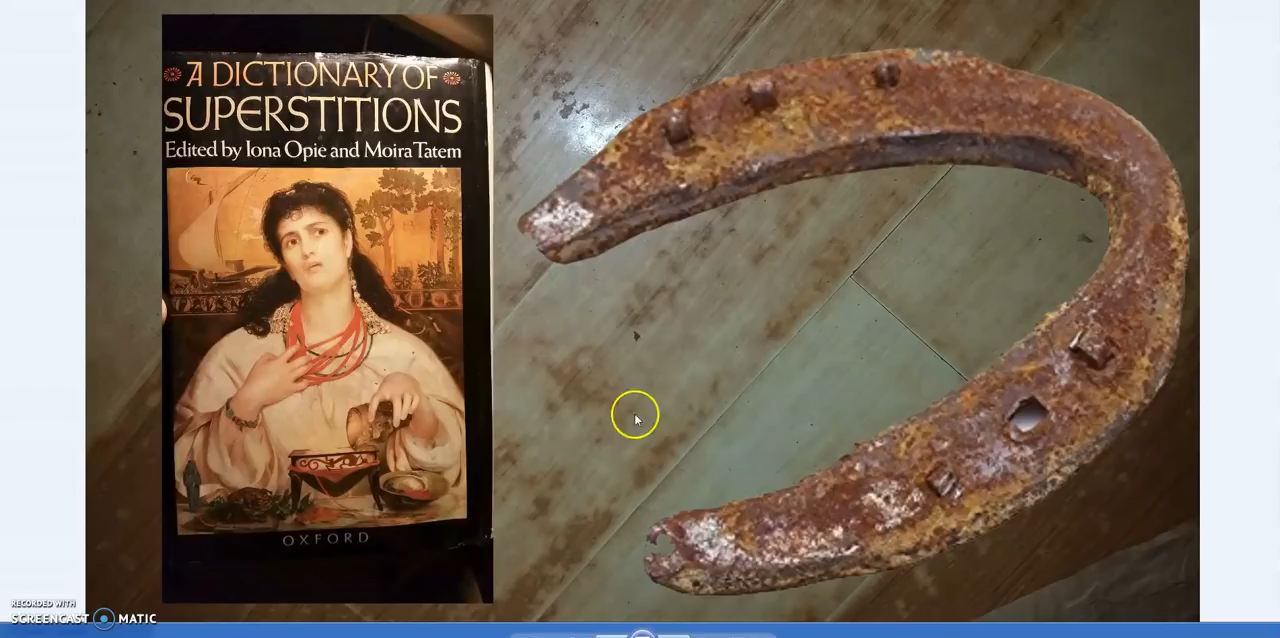 A DICTIONARY OF
SUPERSTITIONS
Edited by Iona Opie and Moira Tatem
OXFORD
RECORDED WITH
SCREENCAST MATIC